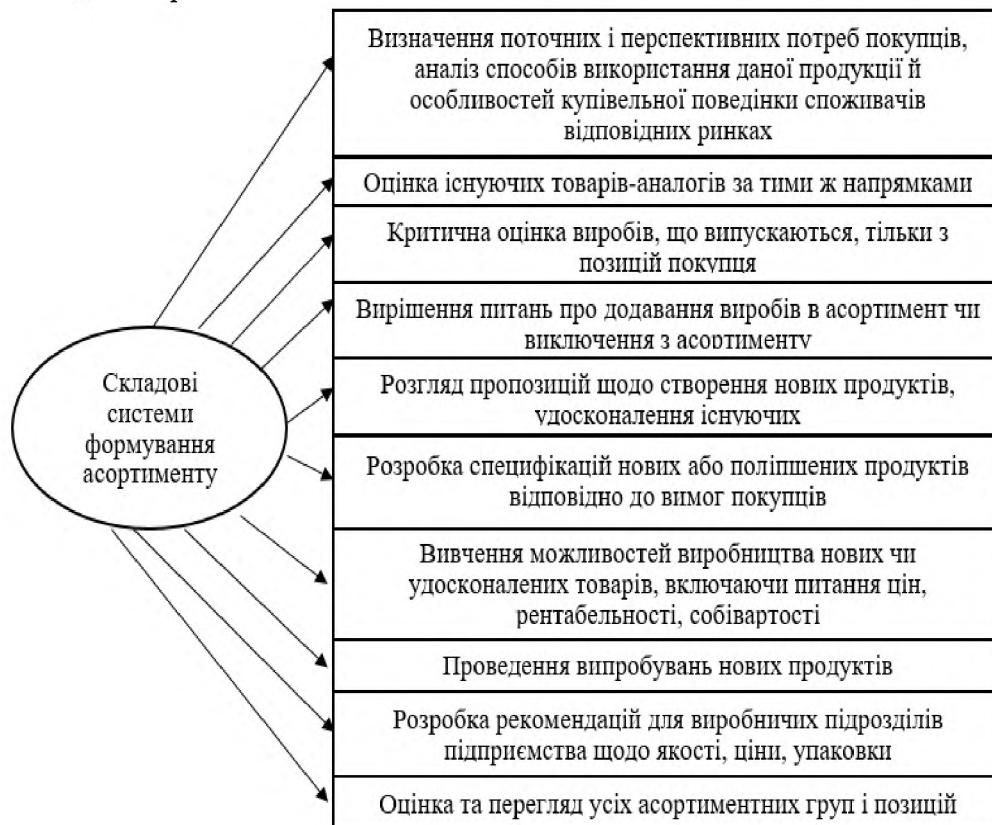 Визначення поточних і перспективних потреб покупців,
аналіз способів використання даної продукції й
особливостей купівельної поведінки споживачів
відповідних ринках
Оцінка існуючих товарів-аналогів за тими ж напрямками
Критична оцінка виробів, що випускаються, тільки з
позицій покупця
Вирішення питань про додавання виробів в асортимент чи
виключення з асортименту
Складові
системи
формування
асортименту
Розгляд пропозицій щодо створення нових продуктів,
удосконалення існуючих
Розробка специфікацій нових або поліпшених продуктів
відповідно до вимог покупців
Вивчення можливостей виробництва нових чи
удосконалених товарів, включаючи питання цін,
рентабельності, собівартості
Проведення випробувань нових продуктів
Розробка рекомендацій для виробничих підрозділів
підприємства щодо якості, ціни, упаковки
Оцінка та перегляд усіх асортиментних груп і позицій